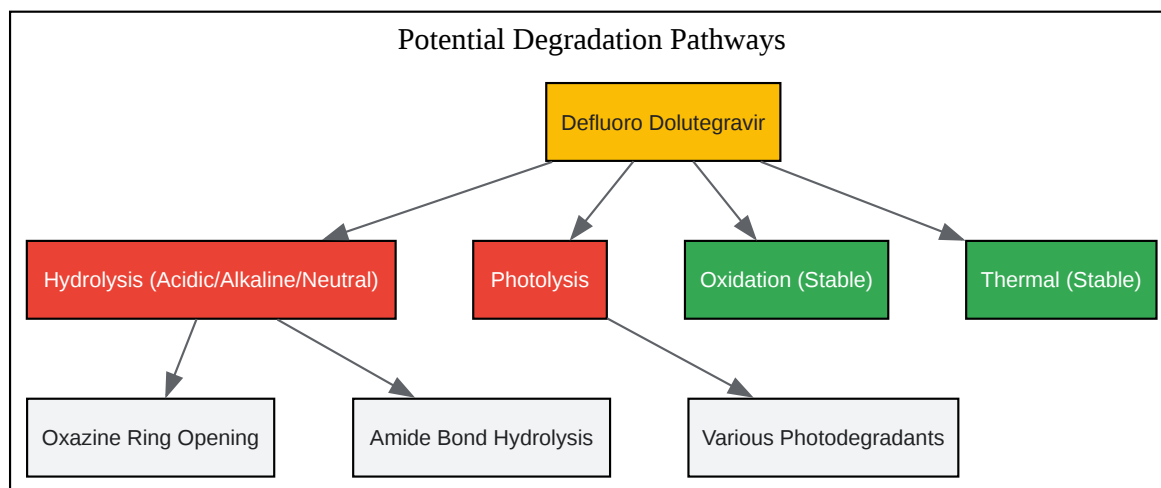 Potential Degradation Pathways
Defluoro Dolutegravir
Hydrolysis (Acidic/Alkaline/Neutral)
Photolysis
Oxidation (Stable)
Thermal (Stable)
Oxazine Ring Opening
Amide Bond Hydrolysis
Various Photodegradants